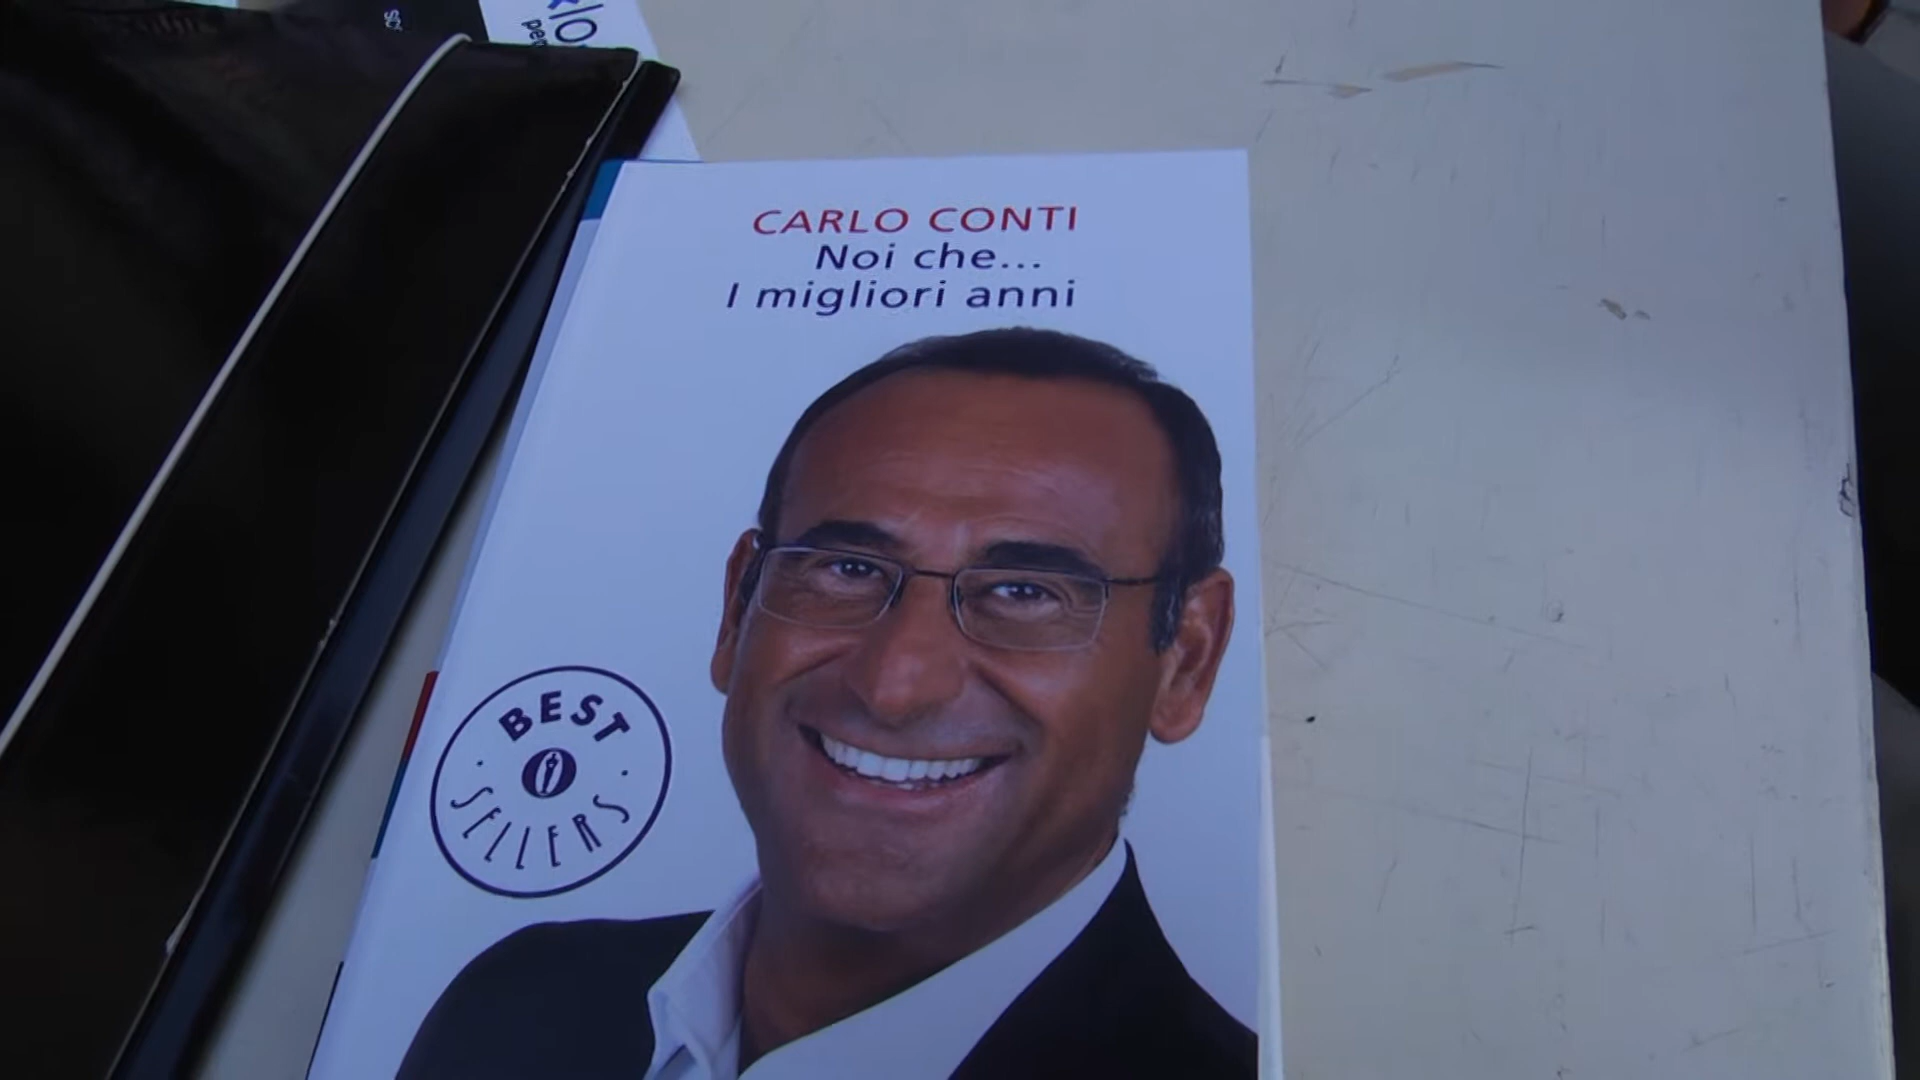 CARLO CONTI
Noi che...
I migliori anni
BEST
SELLERS